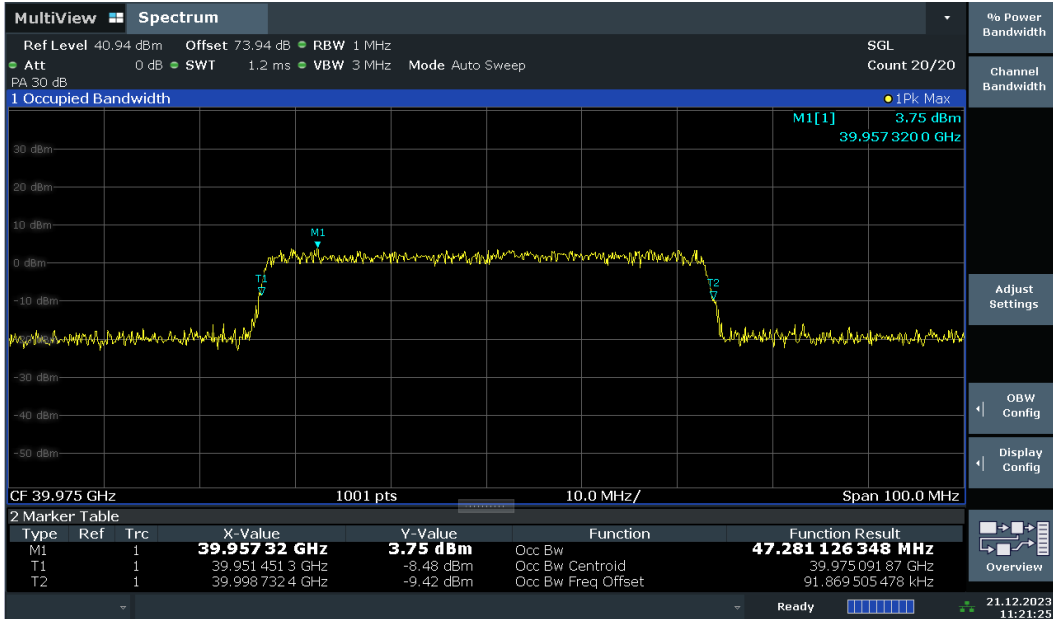 MultiView Spectrum
Ref Level 40.94 dBm Offset 73.94 dB RBW 1 MHz SGL
Att 0 dB SWT 1.2 ms VBW 3 MHz Mode Auto Sweep Count 20/20
PA 30 dB
1 Occupied Bandwidth 1Pk Max
M1[1] 3.75 dBm
39.957 320 0 GHz
30 dBm
20 dBm
10 dBm
M1
0 dBm
T1
T2
-10 dBm
-30 dBm
-40 dBm
-50 dBm
CF 39.975 GHz 1001 pts 10.0 MHz/ Span 100.0 MHz
2 Marker Table
Type Ref Trc X-Value Y-Value Function Function Result
M1 1 39.957 32 GHz 3.75 dBm Occ Bw 47.281 126 348 MHz
T1 1 39.951 451 3 GHz -8.48 dBm Occ Bw Centroid 39.975 091 87 GHz
T2 1 39.998 732 4 GHz -9.42 dBm Occ Bw Freq Offset 91.869 505 478 kHz
Ready
21.12.2023
11:21:25
% Power
Bandwidth
Channel
Bandwidth
Adjust
Settings
OBW
Config
Display
Config
Overview